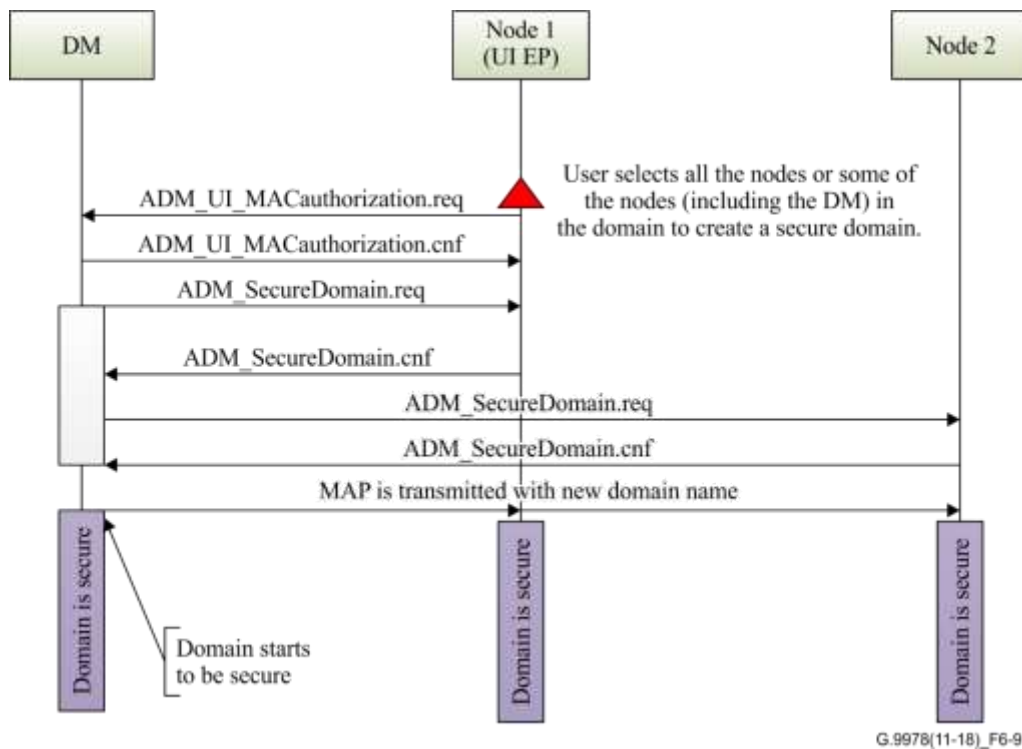 DM
Node 1
(UI EP)
Node 2
User selects all the nodes or some of
the nodes (including the DM) in
the domain to create a secure domain.
ADM_UI_MACauthorization.req
ADM_UI_MACauthorization.cnf
ADM_SecureDomain.req
ADM_SecureDomain.cnf
ADM_SecureDomain.req
ADM_SecureDomain.cnf
MAP is transmitted with new domain name
Domain is secure
Domain is secure
Domain is secure
Domain starts
to be secure
G.9978(11-18)_F6-9